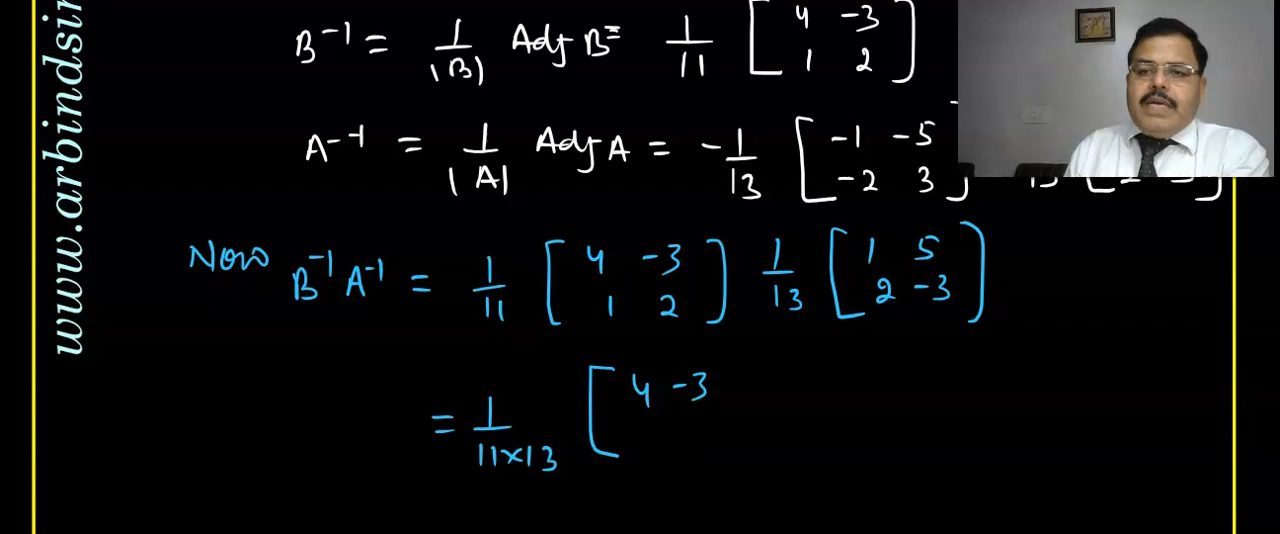 www.arbindsin
B⁻¹ = 1/|B| Adj B = 1/11 [4 -3
1 2]
A⁻¹ = 1/|A| Adj A = -1/13 [-1 -5
-2 3]
Now B⁻¹ A⁻¹ = 1/11 [4 -3
1 2] 1/13 [1 5
2 -3]
= 1/11×13 [4 -3